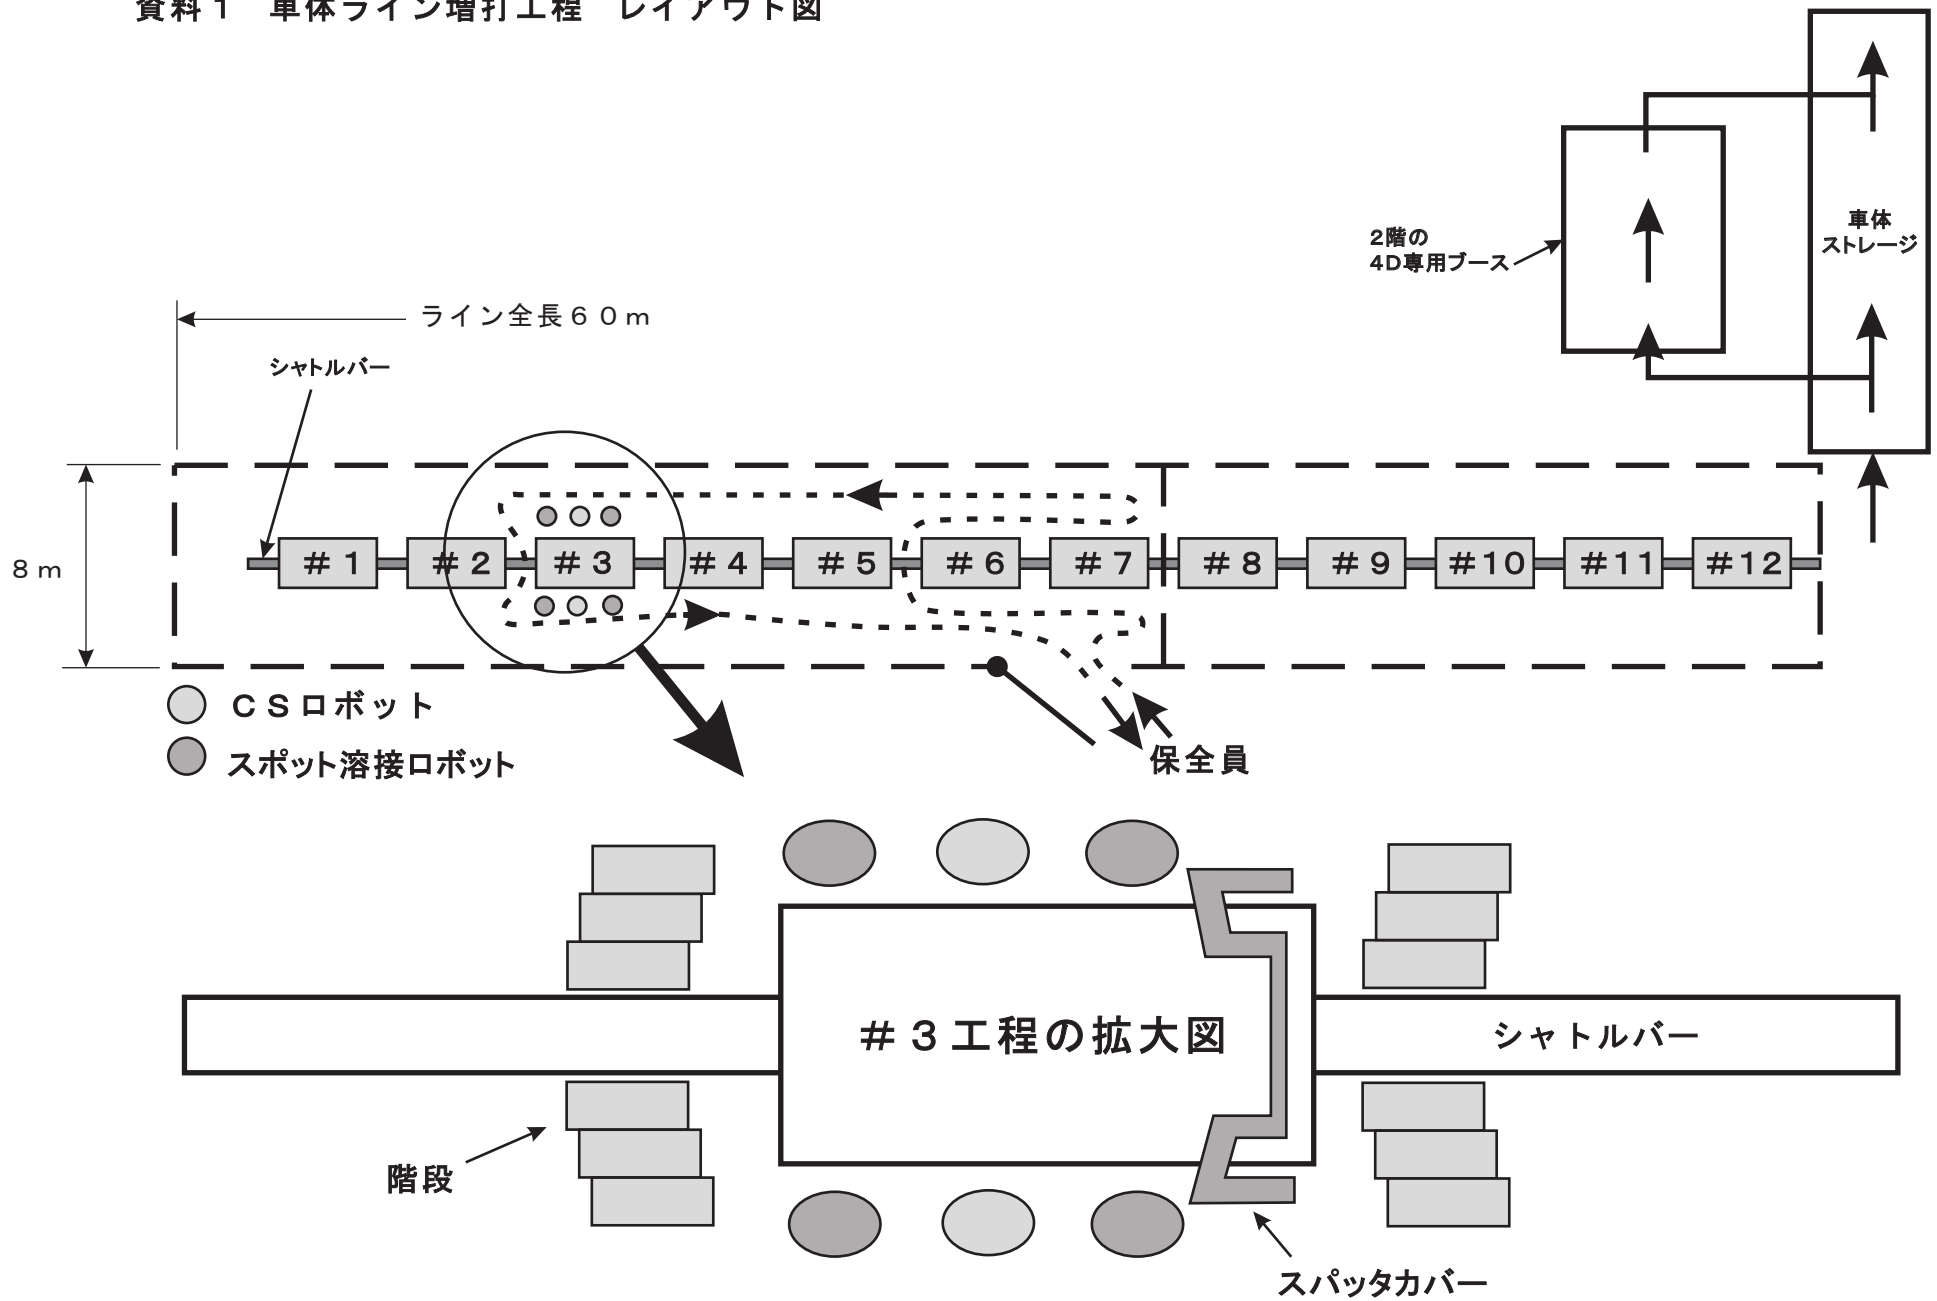 資料１　車体ライン増打工程　レイアウト図
２階の
４Ｄ専用ブース
車体
ストレージ
ライン全長６０ｍ
シャトルバー
８ｍ
＃１
＃２
＃３
＃４
＃５
＃６
＃７
＃８
＃９
＃１０
＃１１
＃１２
ＣＳロボット
スポット溶接ロボット
保全員
＃３工程の拡大図
シャトルバー
階段
スパッタカバー